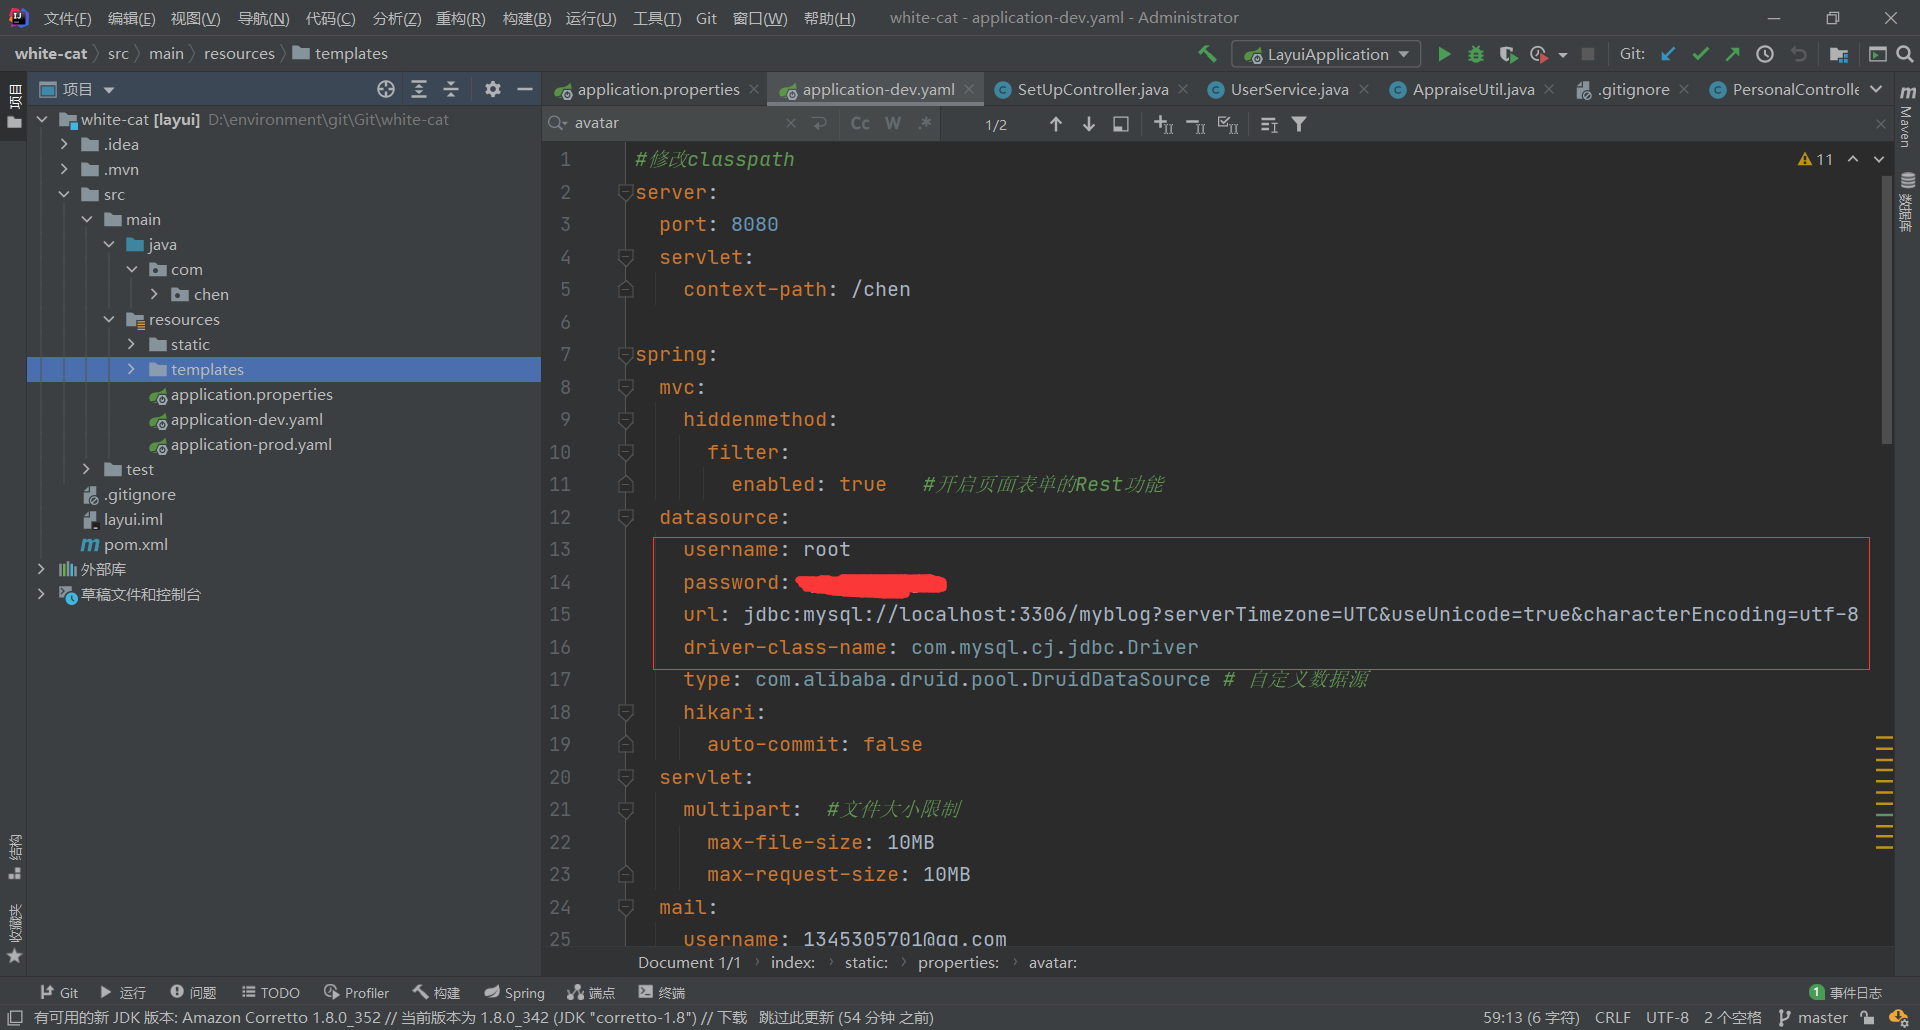 文件(F) 编辑(E) 视图(V) 导航(N) 代码(C) 分析(Z) 重构(R) 构建(B) 运行(U) 工具(T) Git 窗口(W) 帮助(H) white-cat - application-dev.yaml - Administrator
white-cat src main resources templates LayuiApplication Git:
项目 application.properties application-dev.yaml SetUpController.java UserService.java AppraiseUtil.java .gitignore PersonalControlle
avatar Cc W .* 1/2
项目
white-cat [layui] D:\environment\git\Git\white-cat
.idea
.mvn
src
main
java
com
chen
resources
static
templates
application.properties
application-dev.yaml
application-prod.yaml
test
.gitignore
layui.iml
pom.xml
外部库
草稿文件和控制台
结构
收藏夹
11
1 #修改classpath
2 server:
3 port: 8080
4 servlet:
5 context-path: /chen
6
7 spring:
8 mvc:
9 hiddenmethod:
10 filter:
11 enabled: true #开启页面表单的Rest功能
12 datasource:
13 username: root
14 password:
15 url: jdbc:mysql://localhost:3306/myblog?serverTimezone=UTC&useUnicode=true&characterEncoding=utf-8
16 driver-class-name: com.mysql.cj.jdbc.Driver
17 type: com.alibaba.druid.pool.DruidDataSource # 自定义数据源
18 hikari:
19 auto-commit: false
20 servlet:
21 multipart: #文件大小限制
22 max-file-size: 10MB
23 max-request-size: 10MB
24 mail:
25 username: 1345305701@qq.com
Maven
数据库
Document 1/1 index: static: properties: avatar:
Git 运行 问题 TODO Profiler 构建 Spring 端点 终端 1 事件日志
有可用的新 JDK 版本: Amazon Corretto 1.8.0_352 // 当前版本为 1.8.0_342 (JDK "corretto-1.8") // 下载 跳过此更新 (54 分钟 之前) 59:13 (6 字符) CRLF UTF-8 2 个空格 master